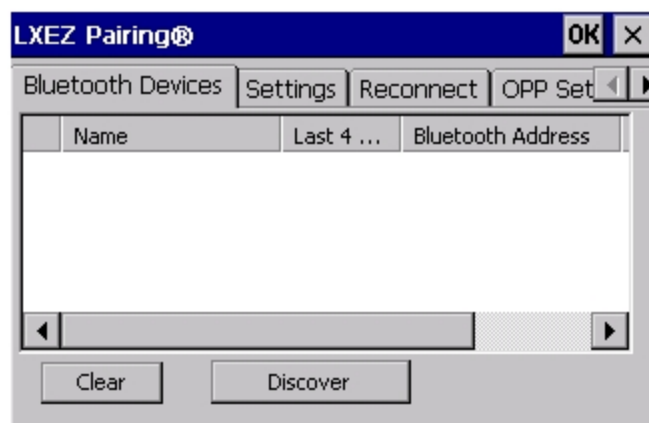 LXEZ Pairing® OK ×
Bluetooth Devices Settings Reconnect OPP Set
Name Last 4 ... Bluetooth Address
Clear Discover